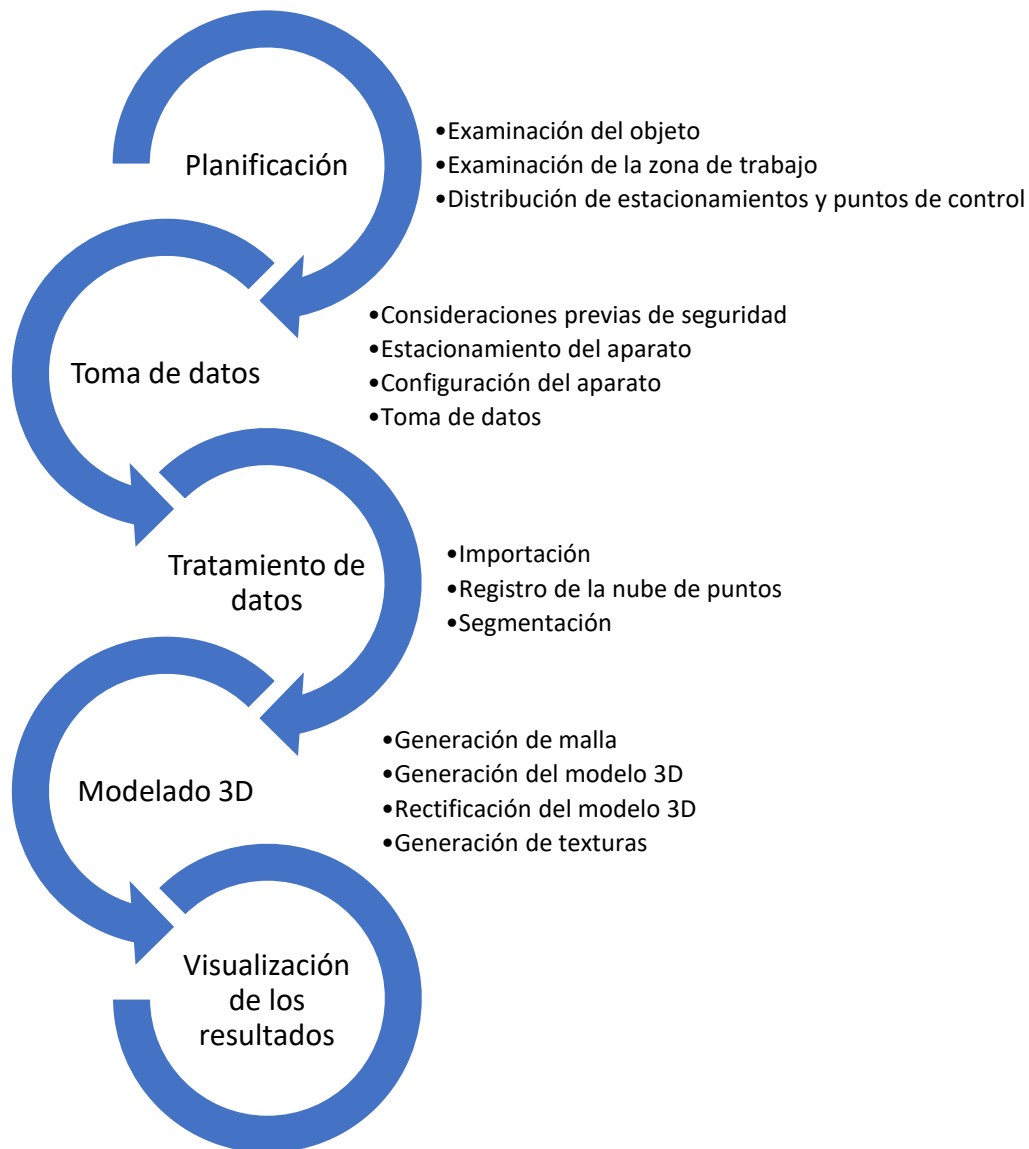 Planificación
•Examinación del objeto
•Examinación de la zona de trabajo
•Distribución de estacionamientos y puntos de control
Toma de datos
•Consideraciones previas de seguridad
•Estacionamiento del aparato
•Configuración del aparato
•Toma de datos
Tratamiento de
datos
•Importación
•Registro de la nube de puntos
•Segmentación
Modelado 3D
•Generación de malla
•Generación del modelo 3D
•Rectificación del modelo 3D
•Generación de texturas
Visualización
de los
resultados